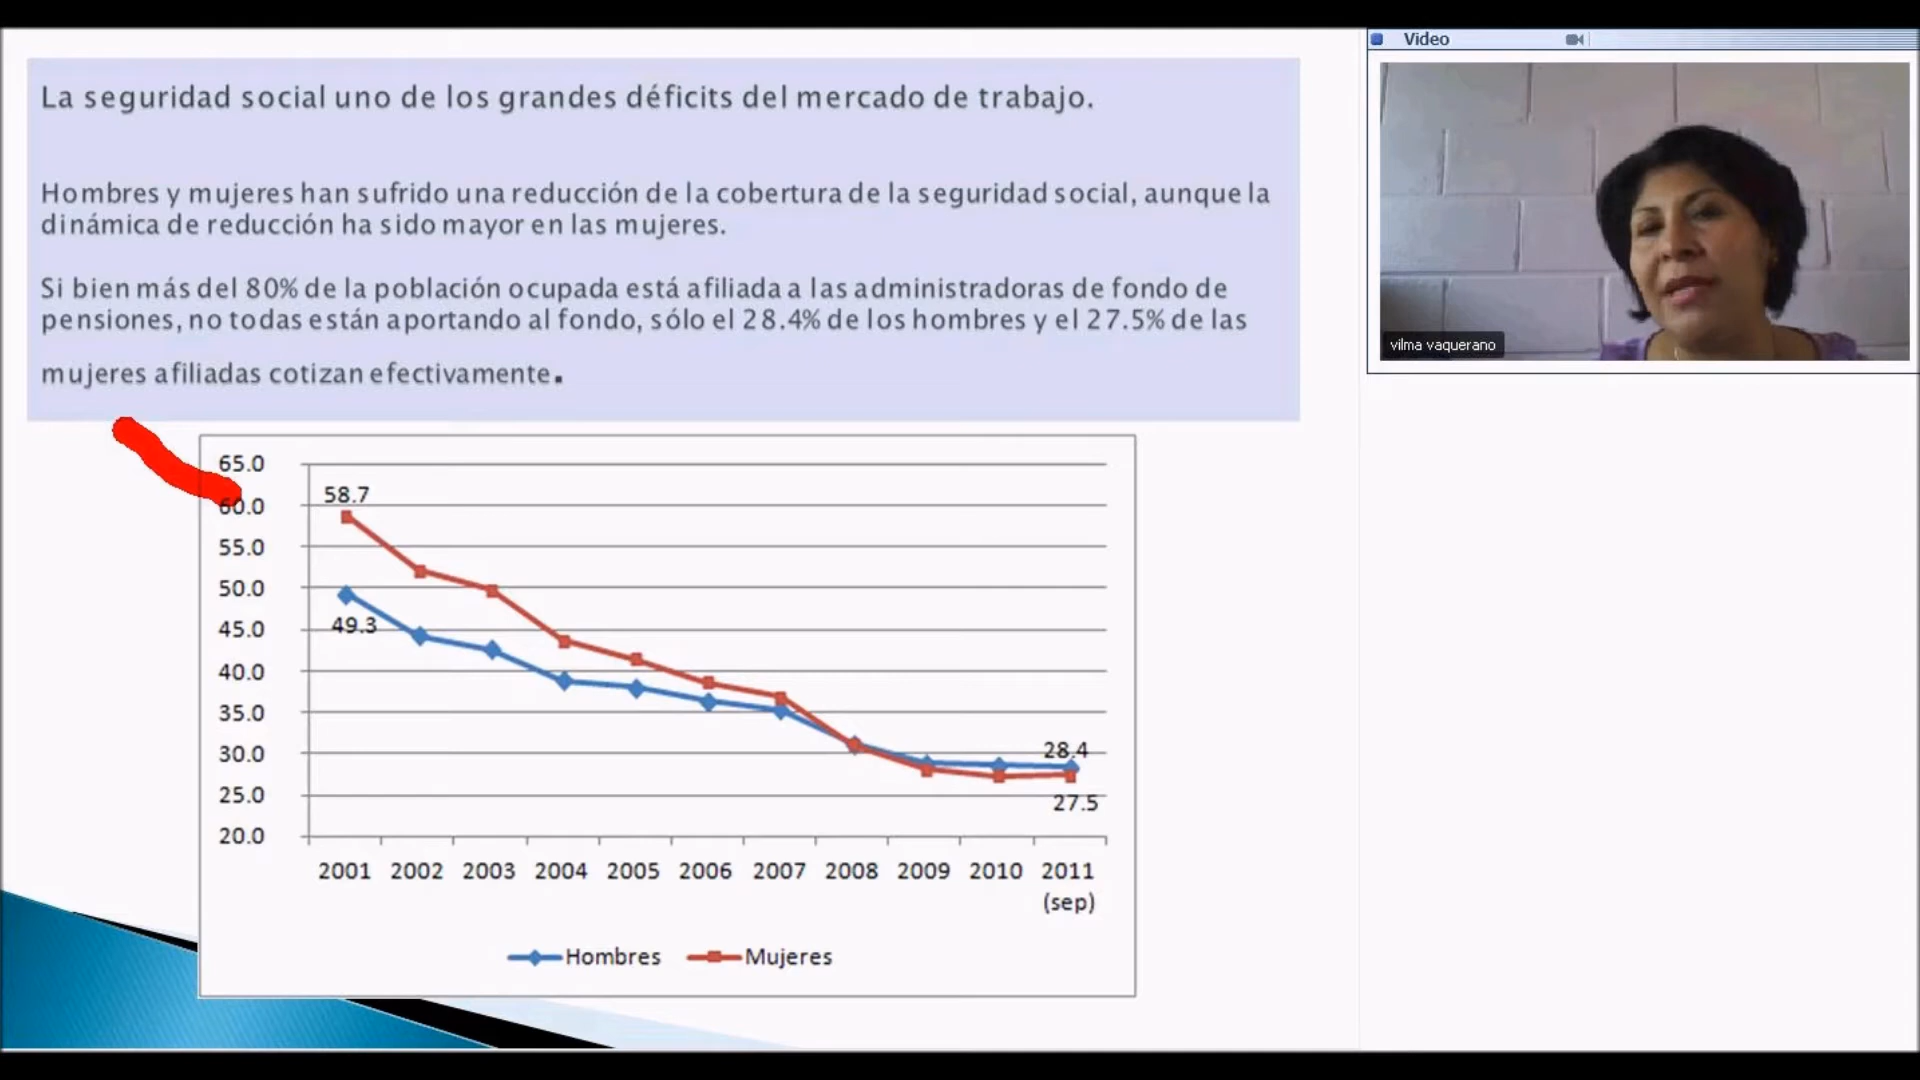 La seguridad social uno de los grandes déficits del mercado de trabajo.
Hombres y mujeres han sufrido una reducción de la cobertura de la seguridad social, aunque la
dinámica de reducción ha sido mayor en las mujeres.
Si bien más del 80% de la población ocupada está afiliada a las administradoras de fondo de
pensiones, no todas están aportando al fondo, sólo el 28.4% de los hombres y el 27.5% de las
mujeres afiliadas cotizan efectivamente.
65.0
60.0
55.0
50.0
45.0
40.0
35.0
30.0
25.0
20.0
58.7
49.3
28.4
27.5
2001 2002 2003 2004 2005 2006 2007 2008 2009 2010 2011
(sep)
Hombres Mujeres
Video
vilma vaquerano